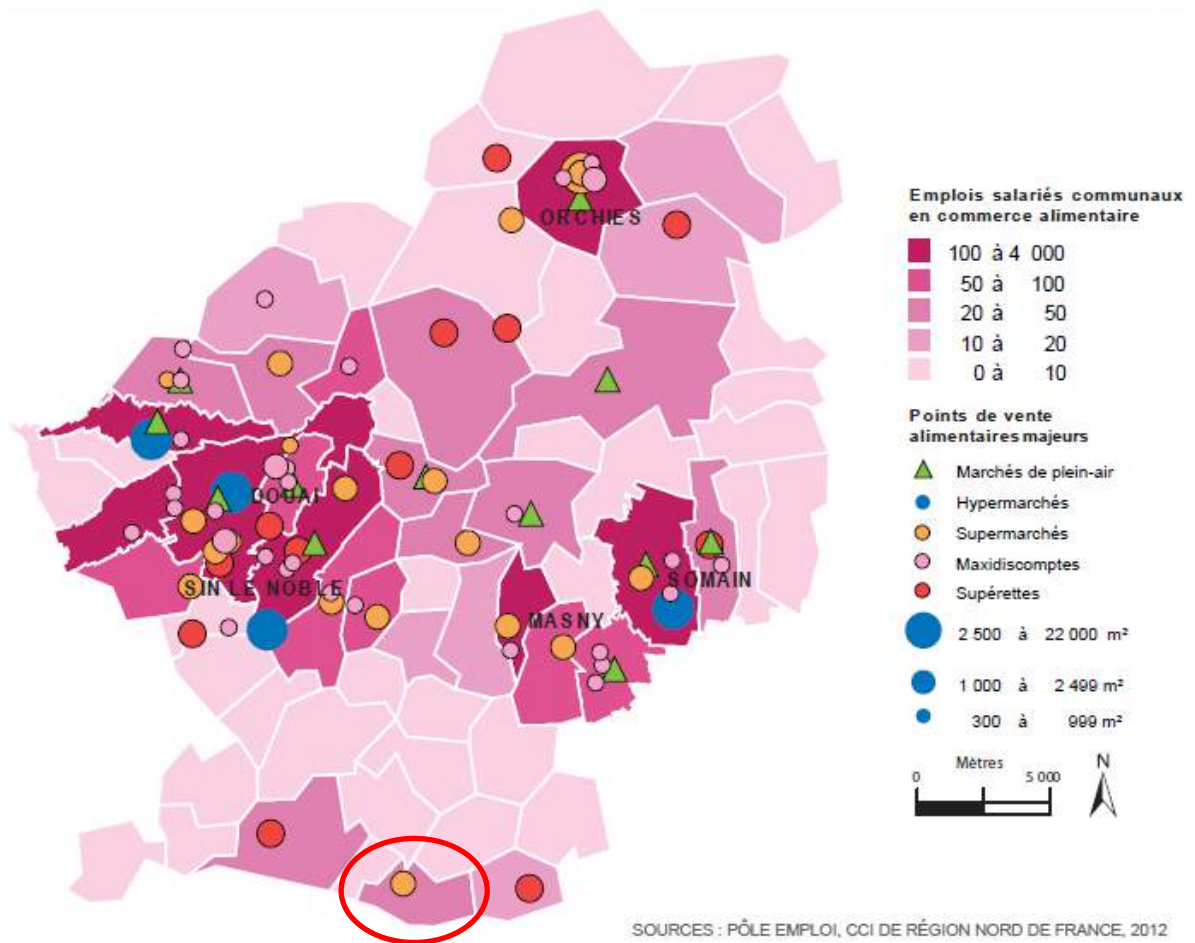 ORCHIES
DOUAI
SIN LE NOBLE
MASNY
SOMAIN
Emplois salariés communaux
en commerce alimentaire
100 à 4 000
50 à 100
20 à 50
10 à 20
0 à 10
Points de vente
alimentaires majeurs
Marchés de plein-air
Hypermarchés
Supermarchés
Maxidiscomptes
Supérettes
2 500 à 22 000 m²
1 000 à 2 499 m²
300 à 999 m²
Mètres
0 5 000
N
SOURCES : PÔLE EMPLOI, CCI DE RÉGION NORD DE FRANCE, 2012